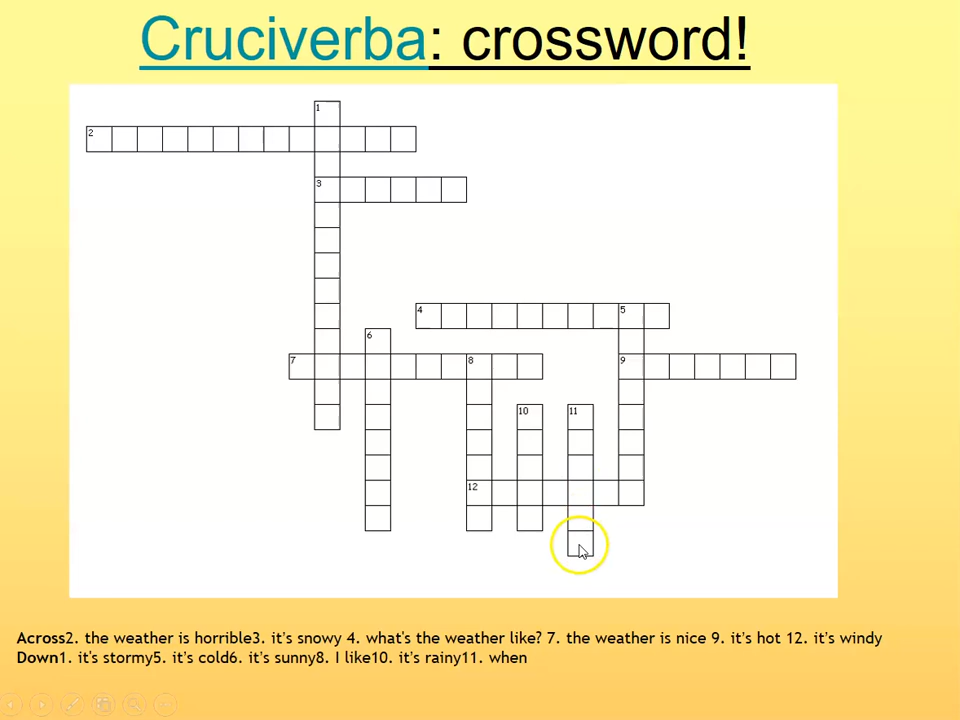 Cruciverba: crossword!
1
2
3
4 5
6
7 8 9
10 11
12
Across2. the weather is horrible3. it's snowy 4. what's the weather like? 7. the weather is nice 9. it's hot 12. it's windy
Down1. it's stormy5. it's cold6. it's sunny8. I like10. it's rainy11. when